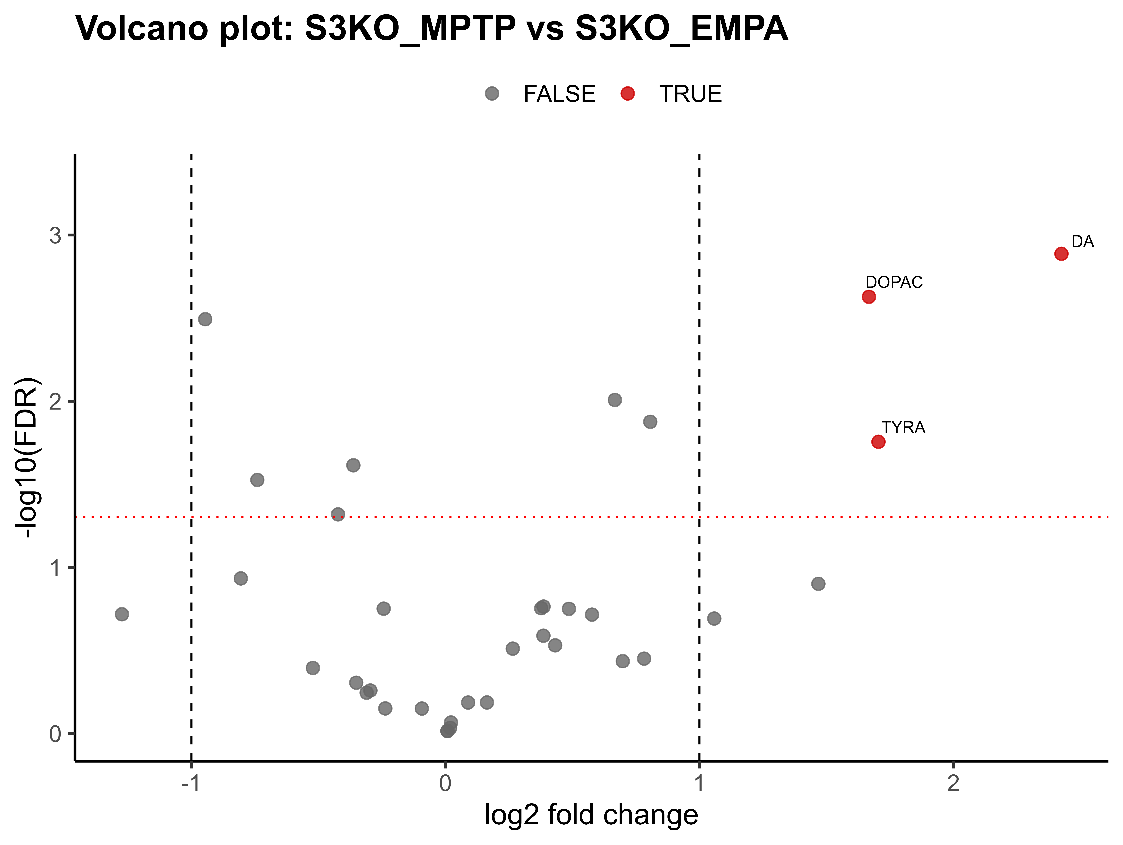 Volcano plot: S3KO_MPTP vs S3KO_EMPA
FALSE TRUE
-log10(FDR)
3
2
1
0
DA
DOPAC
TYRA
-1 0 1 2
log2 fold change